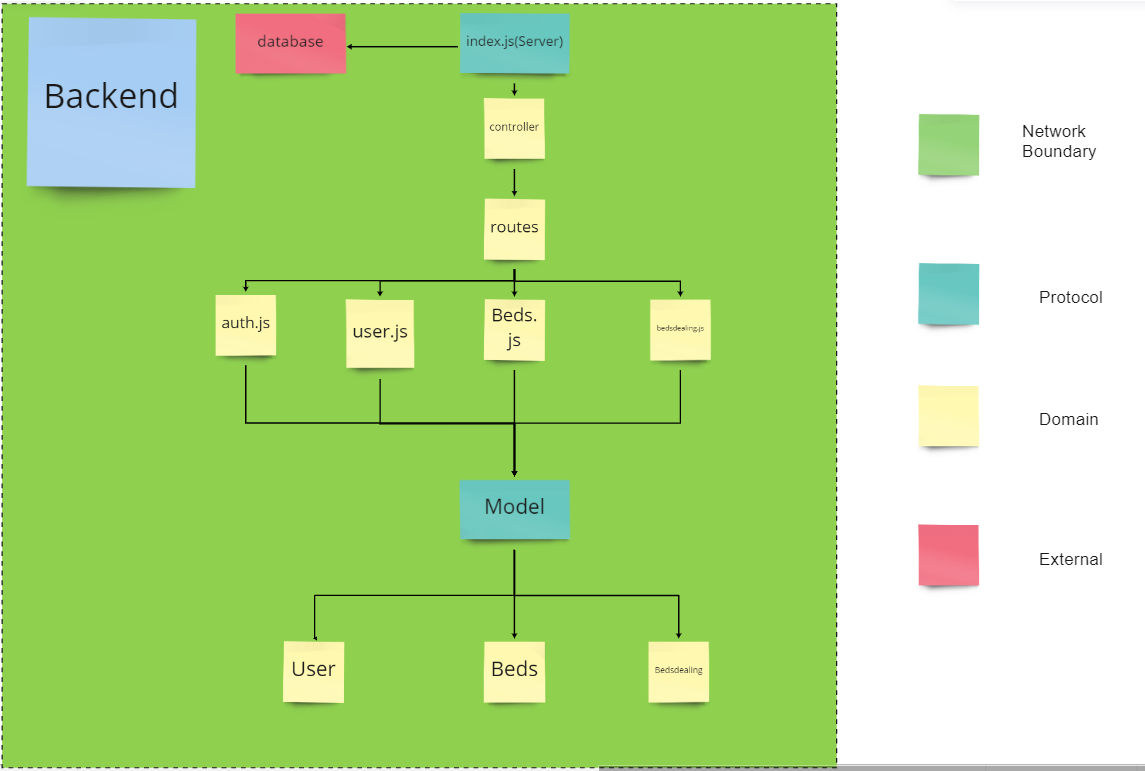 Backend
database
index.js(Server)
controller
routes
auth.js
user.js
Beds.
js
bedsdealing.js
Model
User
Beds
Bedsdealing
Network
Boundary
Protocol
Domain
External